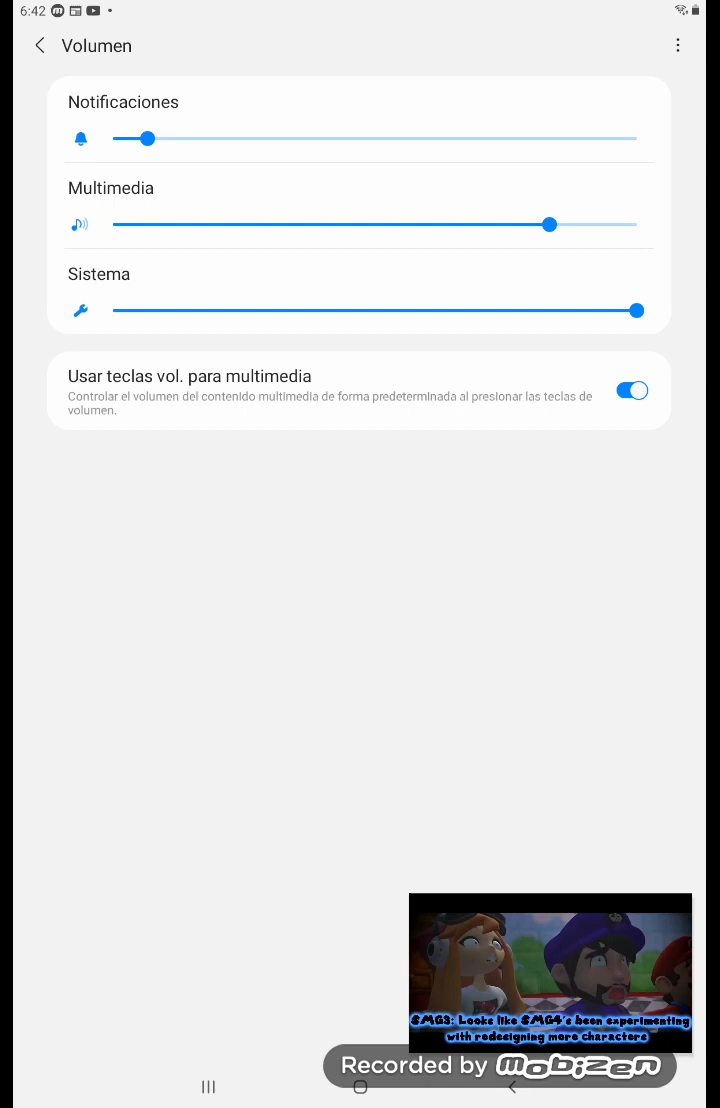 6:42
Volumen
Notificaciones
Multimedia
Sistema
Usar teclas vol. para multimedia
Controlar el volumen del contenido multimedia de forma predeterminada al presionar las teclas de
volumen.
SMG3: Looks like SMG4's been experimenting
with redesigning more characters
Recorded by mobizen